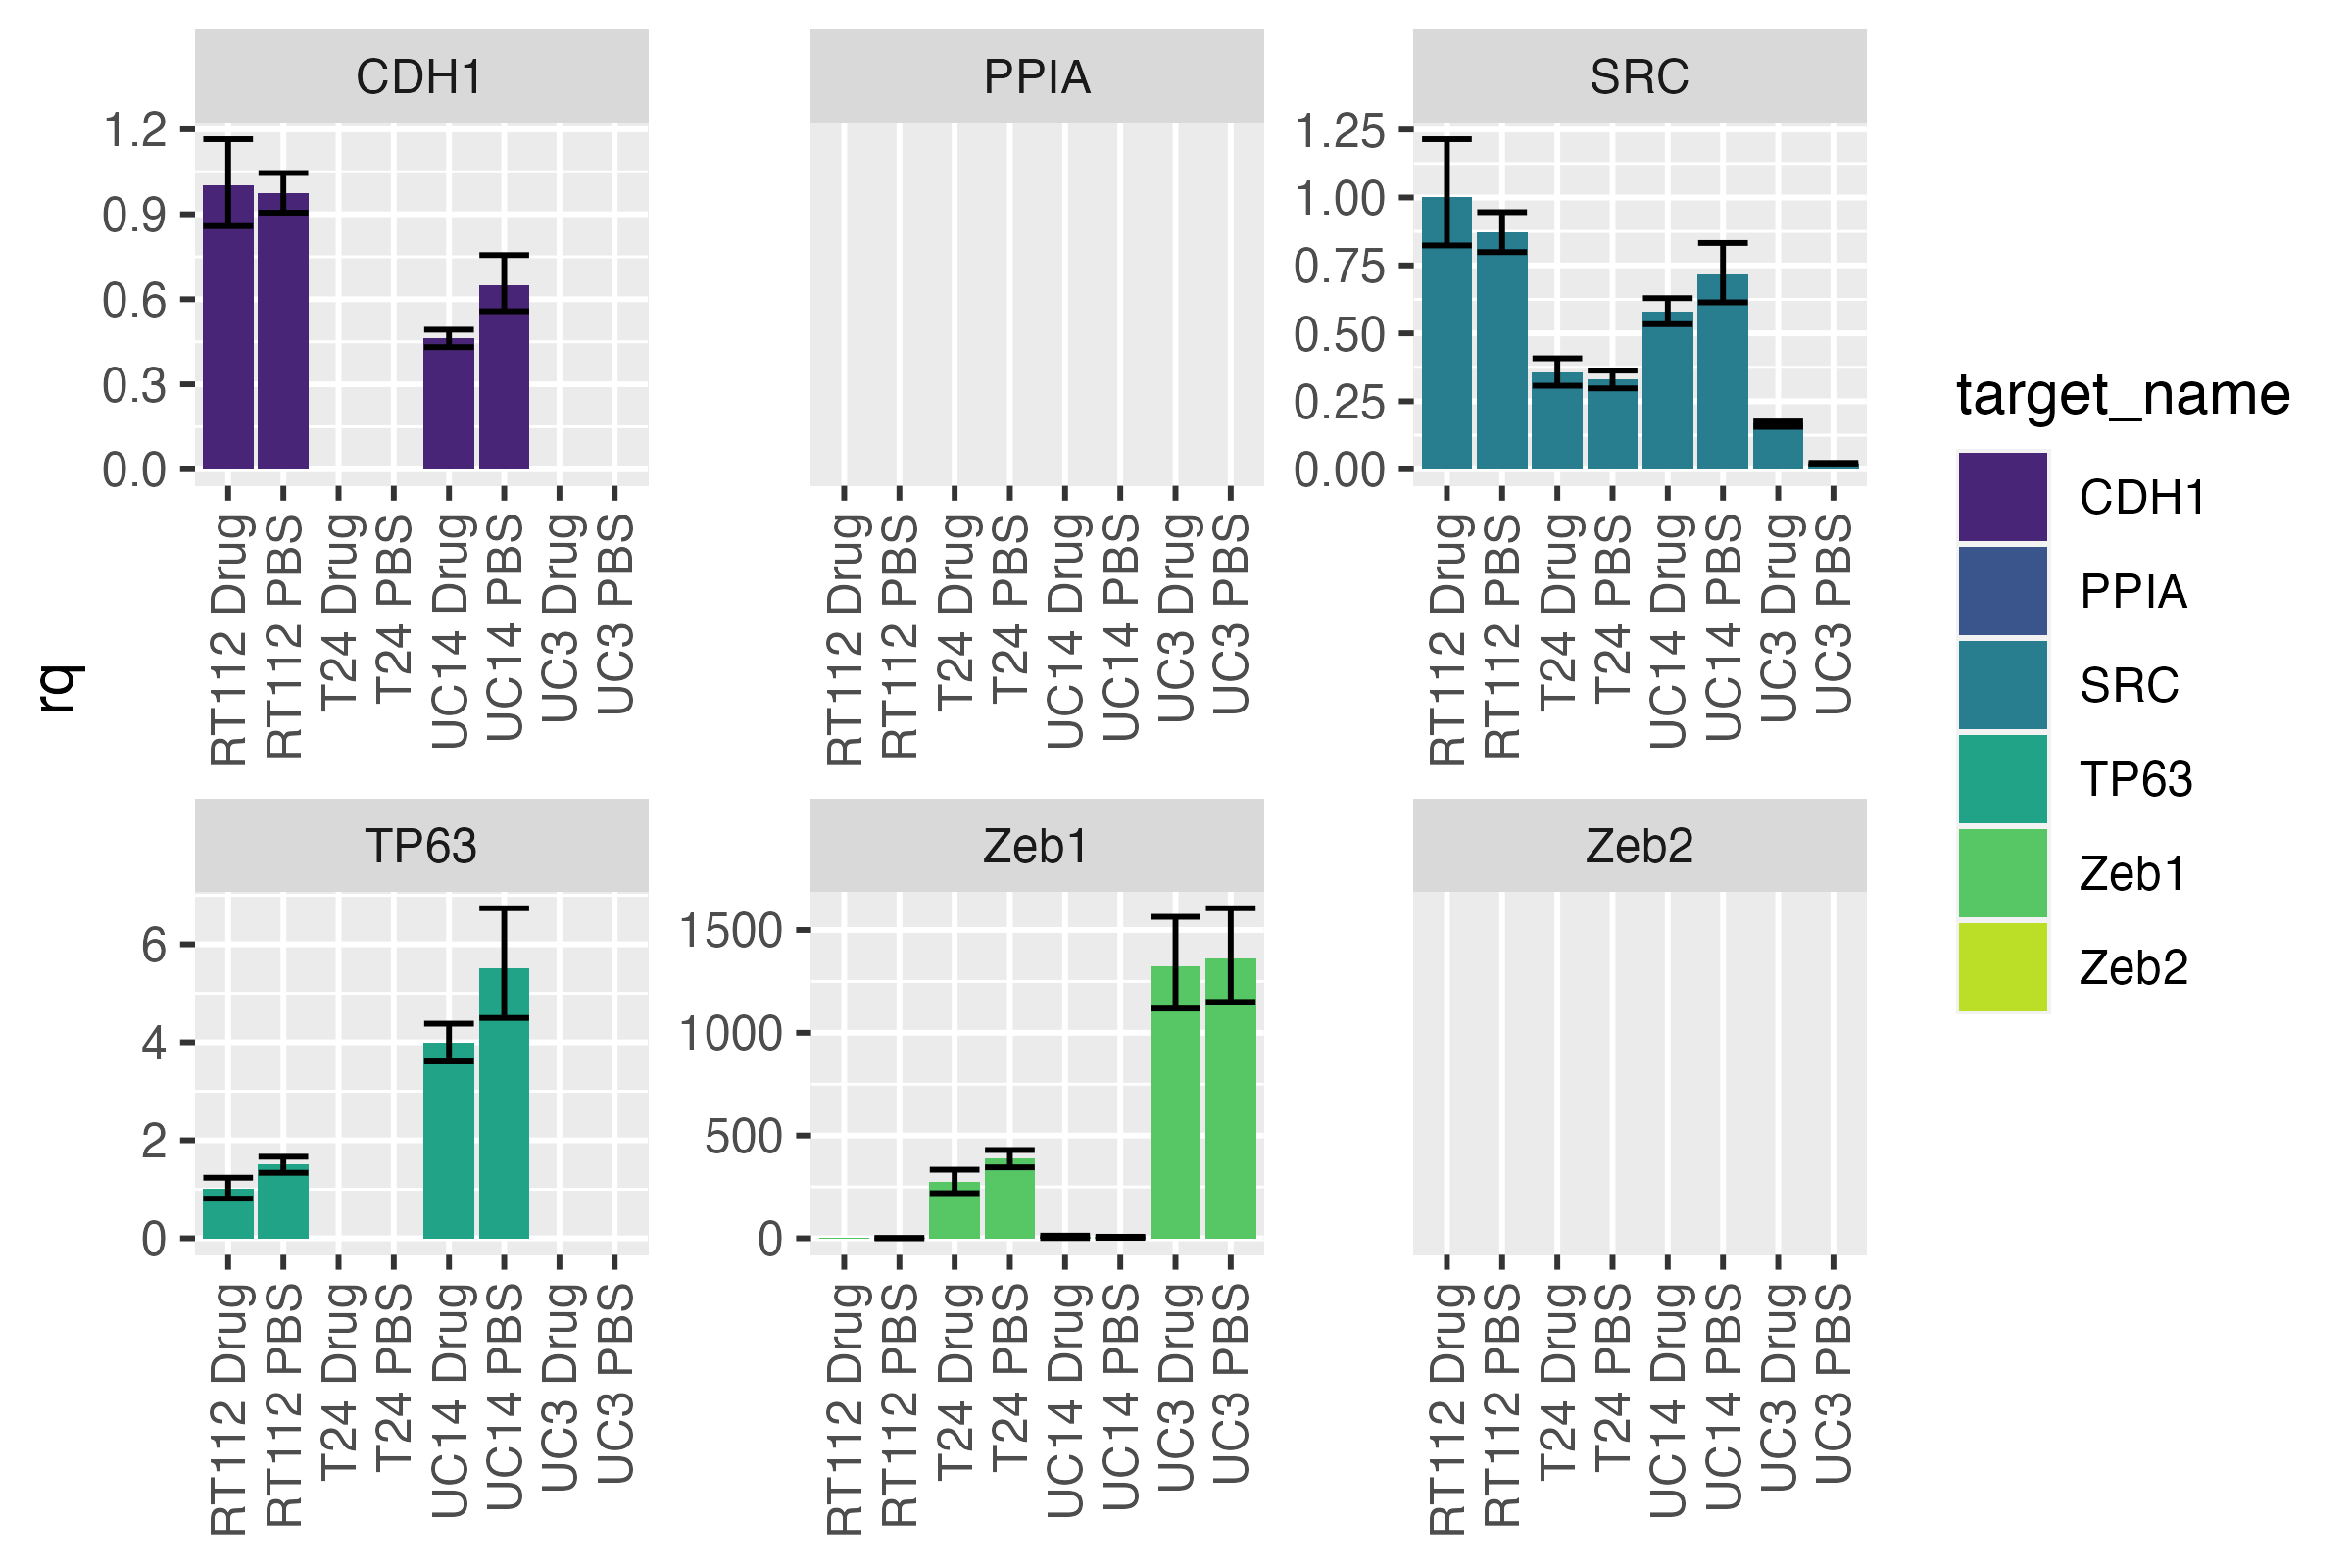 CDH1
PPIA
SRC
1.2
0.9
0.6
0.3
0.0
1.25
1.00
0.75
0.50
0.25
0.00
RT112 Drug
RT112 PBS
T24 Drug
T24 PBS
UC14 Drug
UC14 PBS
UC3 Drug
UC3 PBS
RT112 Drug
RT112 PBS
T24 Drug
T24 PBS
UC14 Drug
UC14 PBS
UC3 Drug
UC3 PBS
RT112 Drug
RT112 PBS
T24 Drug
T24 PBS
UC14 Drug
UC14 PBS
UC3 Drug
UC3 PBS
rq
TP63
Zeb1
Zeb2
6
4
2
0
1500
1000
500
0
RT112 Drug
RT112 PBS
T24 Drug
T24 PBS
UC14 Drug
UC14 PBS
UC3 Drug
UC3 PBS
RT112 Drug
RT112 PBS
T24 Drug
T24 PBS
UC14 Drug
UC14 PBS
UC3 Drug
UC3 PBS
RT112 Drug
RT112 PBS
T24 Drug
T24 PBS
UC14 Drug
UC14 PBS
UC3 Drug
UC3 PBS
target_name
CDH1
PPIA
SRC
TP63
Zeb1
Zeb2